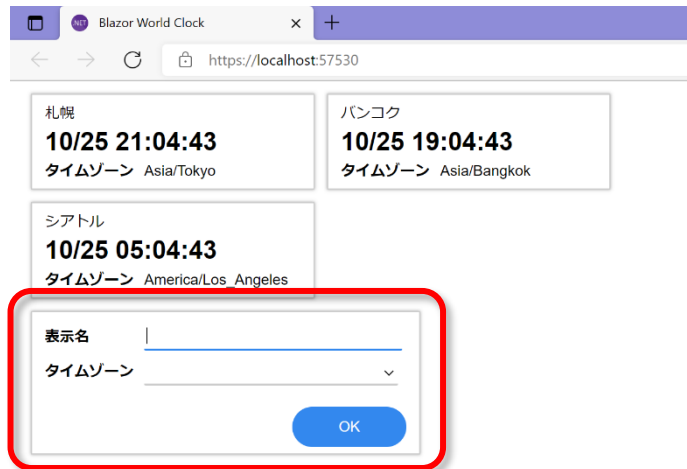 .NET Blazor World Clock
https://localhost:57530
札幌
10/25 21:04:43
タイムゾーン Asia/Tokyo
バンコク
10/25 19:04:43
タイムゾーン Asia/Bangkok
シアトル
10/25 05:04:43
タイムゾーン America/Los_Angeles
表示名
タイムゾーン
OK